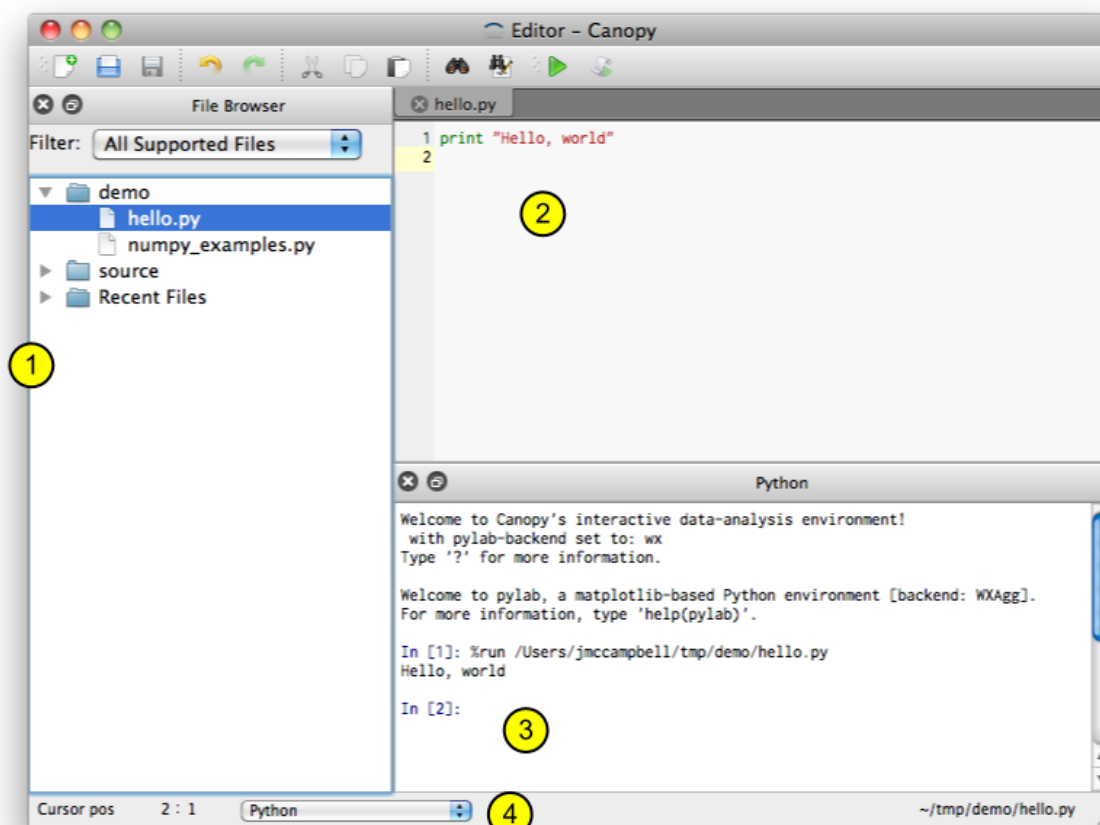 Editor – Canopy
File Browser
Filter: All Supported Files
demo
hello.py
numpy_examples.py
source
Recent Files
1
hello.py
1 print "Hello, world"
2
2
Python
Welcome to Canopy's interactive data-analysis environment!
with pylab-backend set to: wx
Type '?' for more information.
Welcome to pylab, a matplotlib-based Python environment [backend: WXAgg].
For more information, type 'help(pylab)'.
In [1]: %run /Users/jmccampbell/tmp/demo/hello.py
Hello, world
In [2]:
3
Cursor pos 2 : 1 Python 4 ~/tmp/demo/hello.py